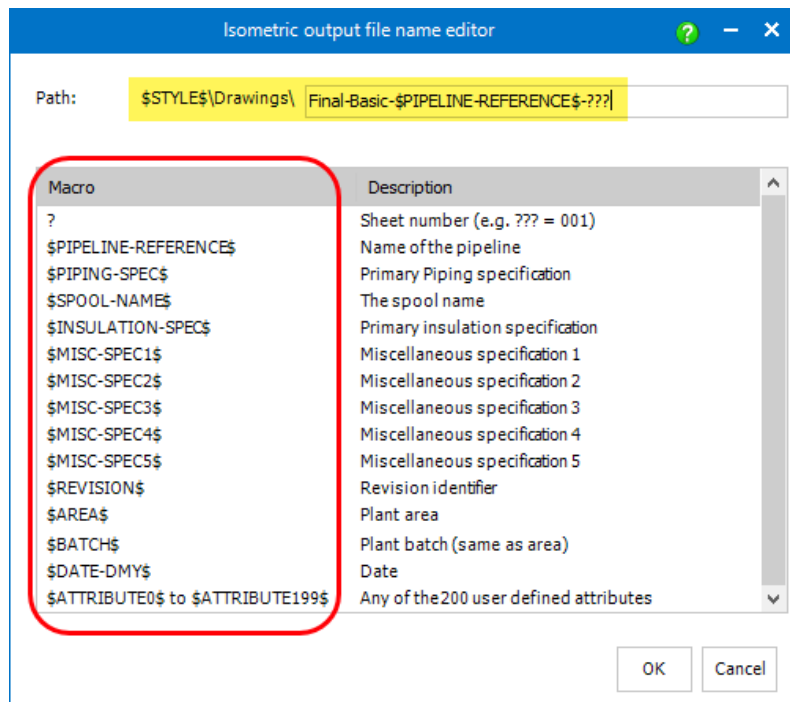 Isometric output file name editor ?
Path: $STYLE$\Drawings\ Final-Basic-$PIPELINE-REFERENCE$-???
Macro Description
? Sheet number (e.g. ??? = 001)
$PIPELINE-REFERENCE$ Name of the pipeline
$PIPING-SPEC$ Primary Piping specification
$SPOOL-NAME$ The spool name
$INSULATION-SPEC$ Primary insulation specification
$MISC-SPEC1$ Miscellaneous specification 1
$MISC-SPEC2$ Miscellaneous specification 2
$MISC-SPEC3$ Miscellaneous specification 3
$MISC-SPEC4$ Miscellaneous specification 4
$MISC-SPEC5$ Miscellaneous specification 5
$REVISION$ Revision identifier
$AREA$ Plant area
$BATCH$ Plant batch (same as area)
$DATE-DMY$ Date
$ATTRIBUTE0$ to $ATTRIBUTE199$ Any of the 200 user defined attributes
OK Cancel